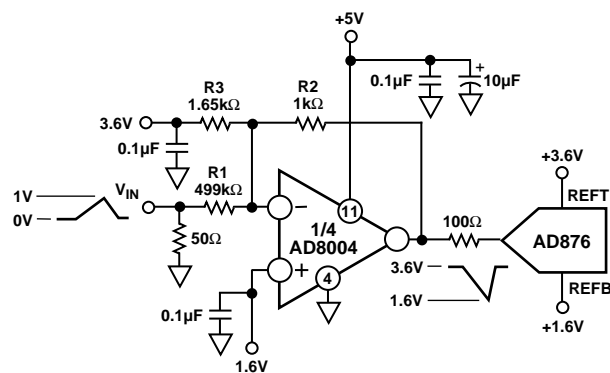 +5V
R3
1.65kΩ
R2
1kΩ
0.1μF
+
10μF
3.6V
0.1μF
+3.6V
R1
499kΩ
1V
0V
VIN
REFT
50Ω
–
11
1/4
AD8004
100Ω
AD876
+
4
3.6V
1.6V
REFB
0.1μF
+1.6V
1.6V